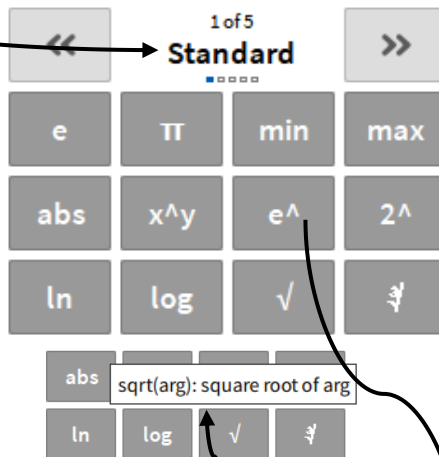 «
1 of 5
»
Standard
e π min max
abs x^y e^ 2^
ln log √ ∛
abs
sqrt(arg): square root of arg
ln log √ ∛